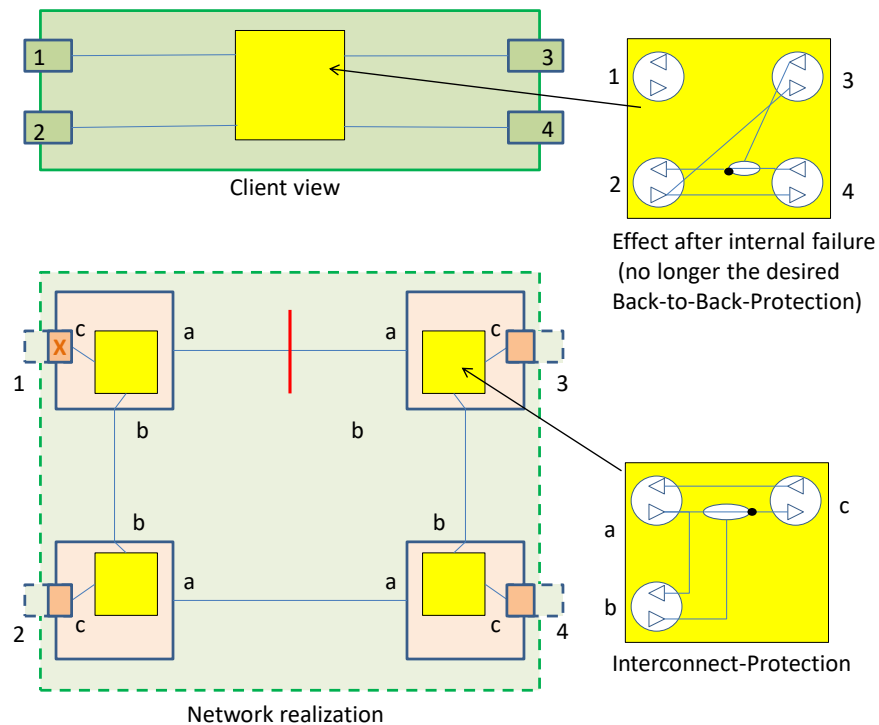 1
3
2
4
Client view
1
3
2
4
Effect after internal failure
(no longer the desired
Back-to-Back-Protection)
c
a
a
c
X
1
3
b
b
b
b
a
a
c
c
2
4
Network realization
a
c
b
Interconnect-Protection